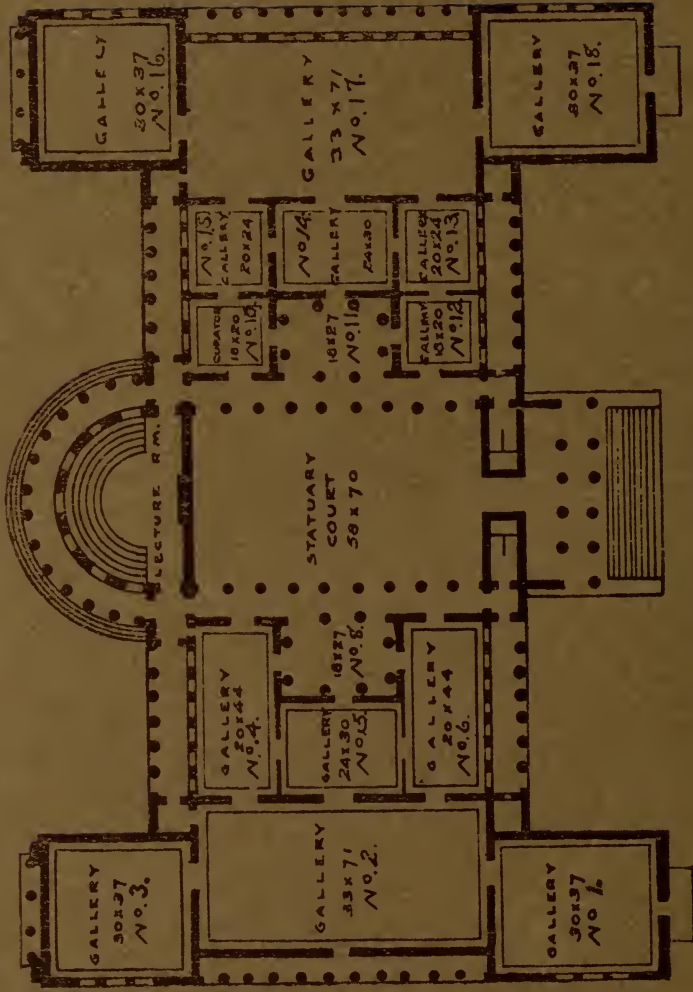 GALLELY
30X37
No.16.
GALLERY
33X71
No.17.
GALLERY
30X37
No.18.
No.15.
GALLERY
20X24
No.14.
GALLERY
24X30
GALLERY
20X24
No.13.
CURATOR
18X20
No.10.
18X27
No.11.
GALLERY
18X20
No.12.
LECTURE RM.
STATUARY
COURT
58X70
GALLERY
20X44
No.4.
18X27
No.8.
GALLERY
24X30
No.5.
GALLERY
20X44
No.6.
GALLERY
30X37
No.3.
GALLERY
33X71
No.2.
GALLERY
30X37
No 1.